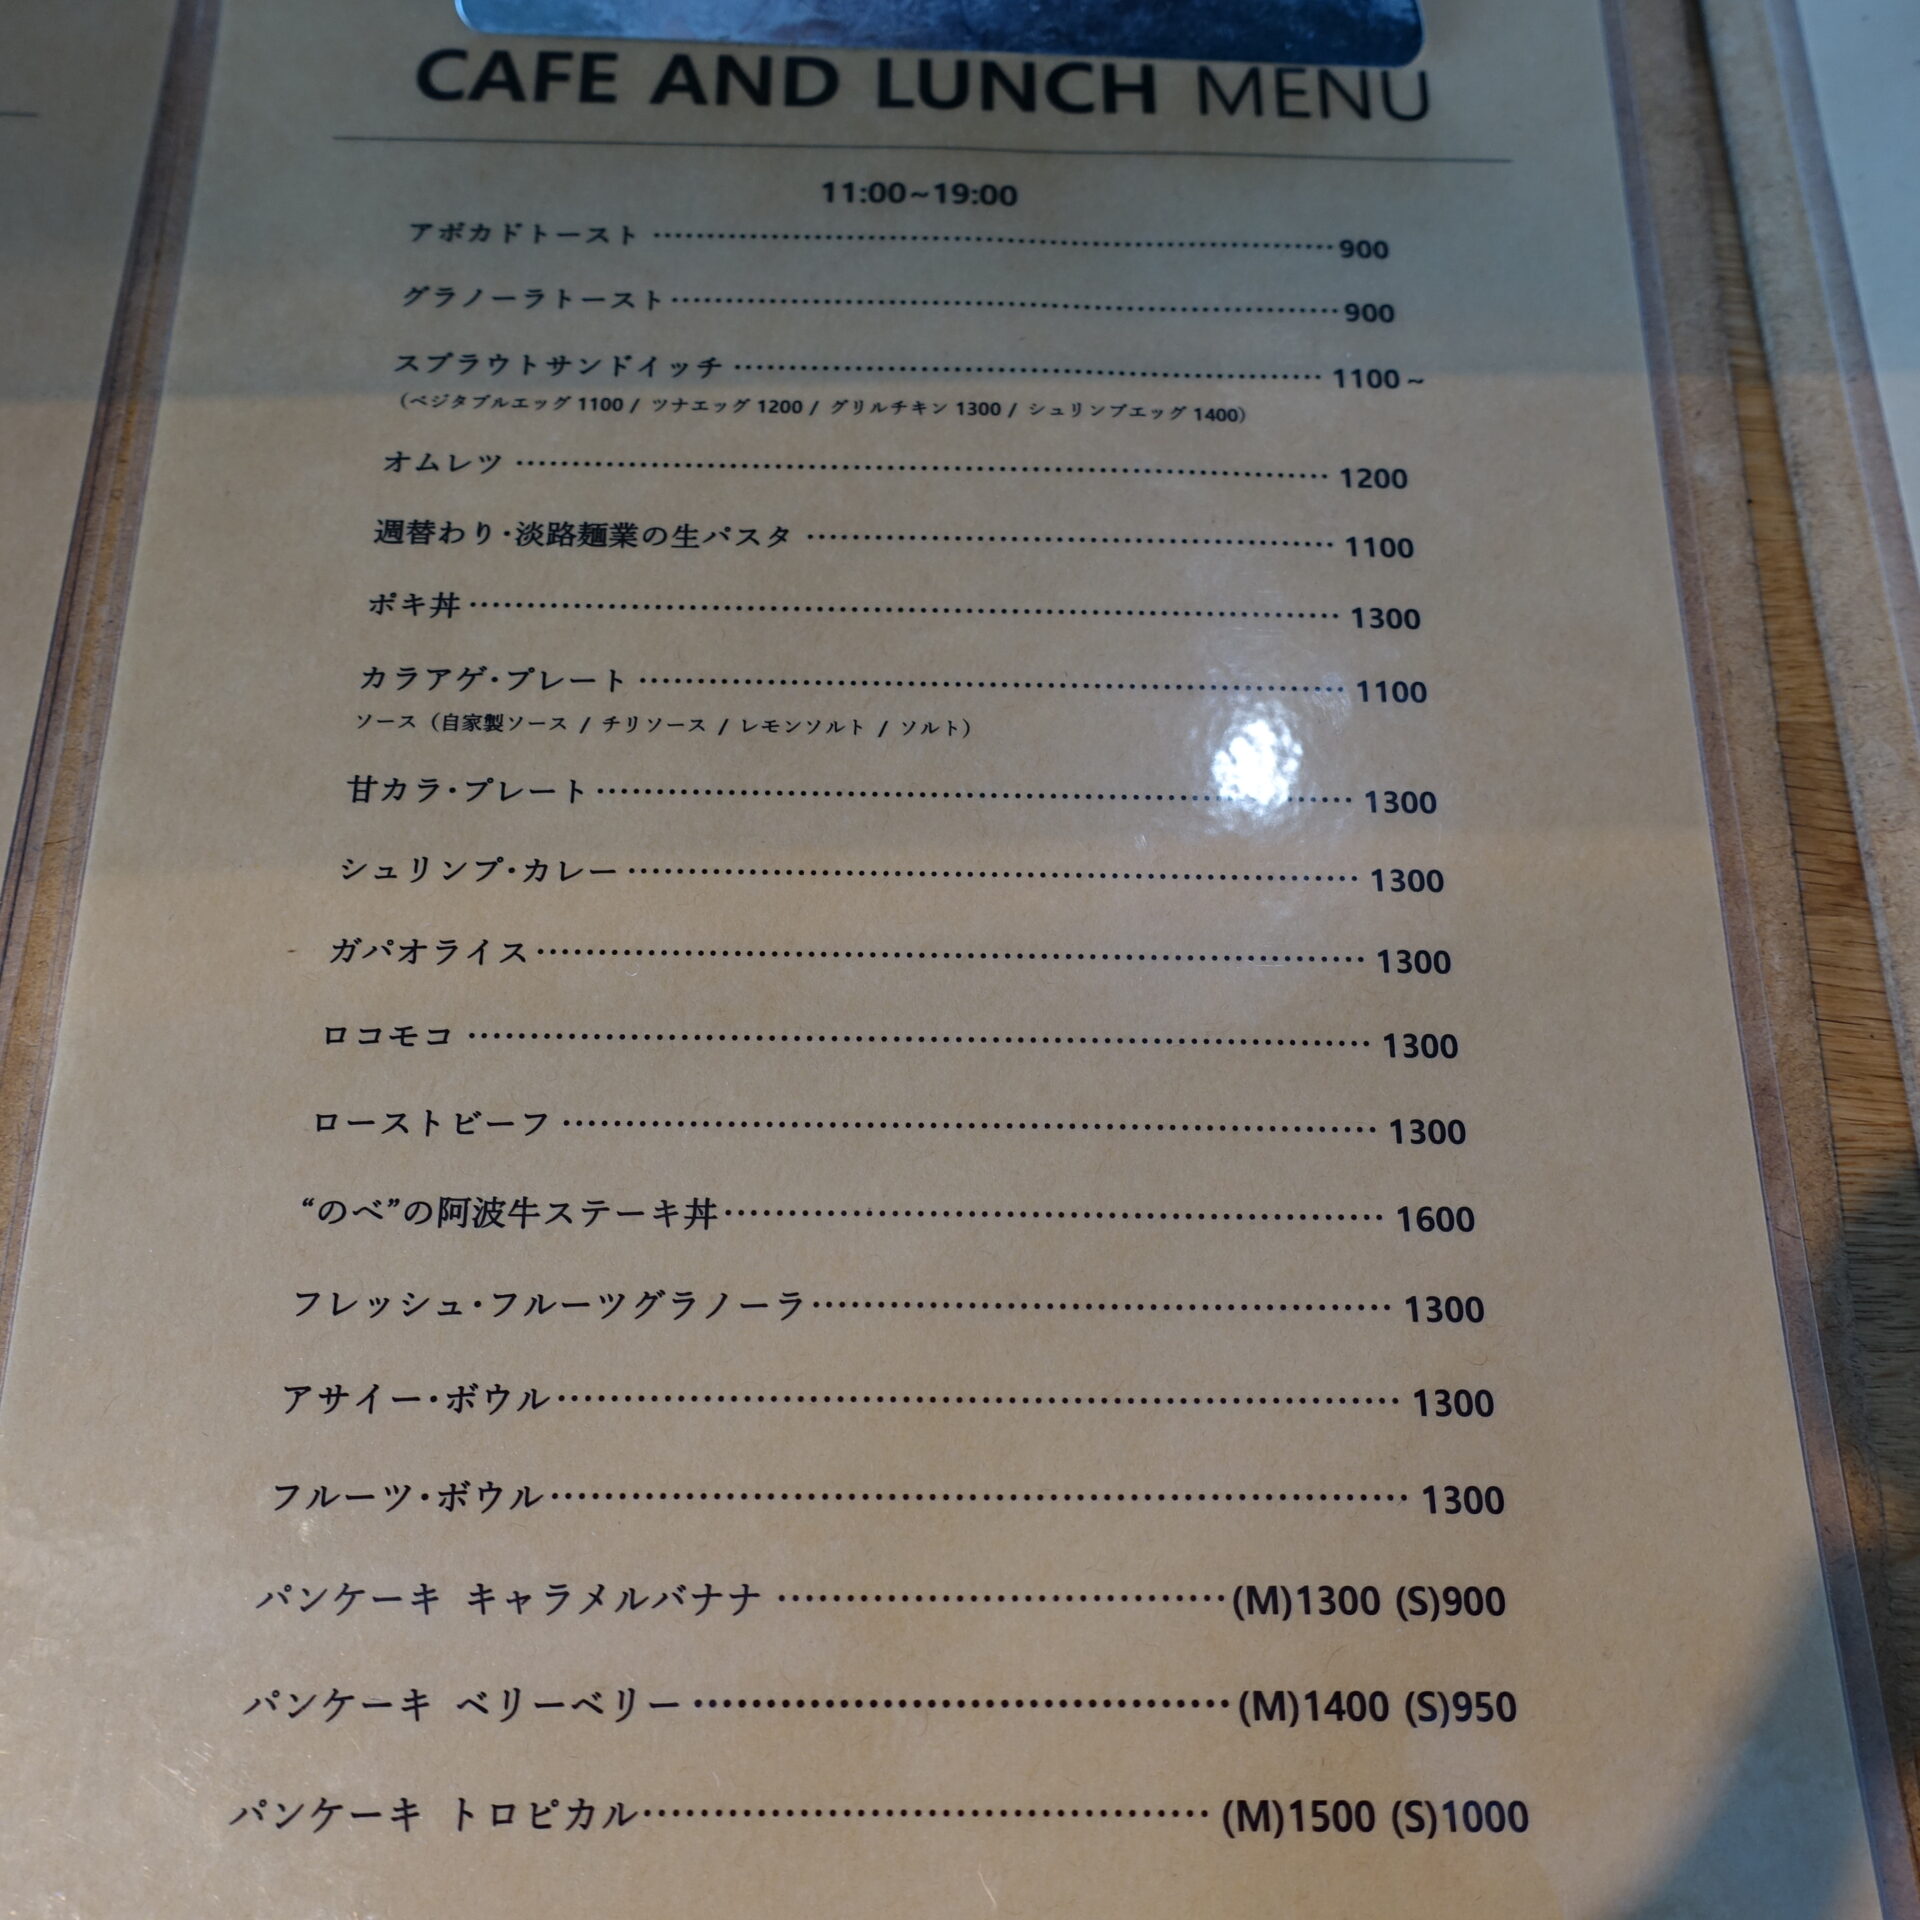 CAFE AND LUNCH MENU
11:00~19:00
アボカドトースト 900
グラノーラトースト 900
スプラウトサンドイッチ 1100~
(ベジタブルエッグ 1100 / ツナエッグ 1200 / グリルチキン 1300 / シュリンプエッグ 1400)
オムレツ 1200
週替わり・淡路麺業の生パスタ 1100
ポキ丼 1300
カラアゲ・プレート 1100
ソース (自家製ソース / チリソース / レモンソルト / ソルト)
甘カラ・プレート 1300
シュリンプ・カレー 1300
ガパオライス 1300
ロコモコ 1300
ローストビーフ 1300
“のべ”の阿波牛ステーキ丼 1600
フレッシュ・フルーツグラノーラ 1300
アサイー・ボウル 1300
フルーツ・ボウル 1300
パンケーキ キャラメルバナナ (M)1300 (S)900
パンケーキ ベリーベリー (M)1400 (S)950
パンケーキ トロピカル (M)1500 (S)1000